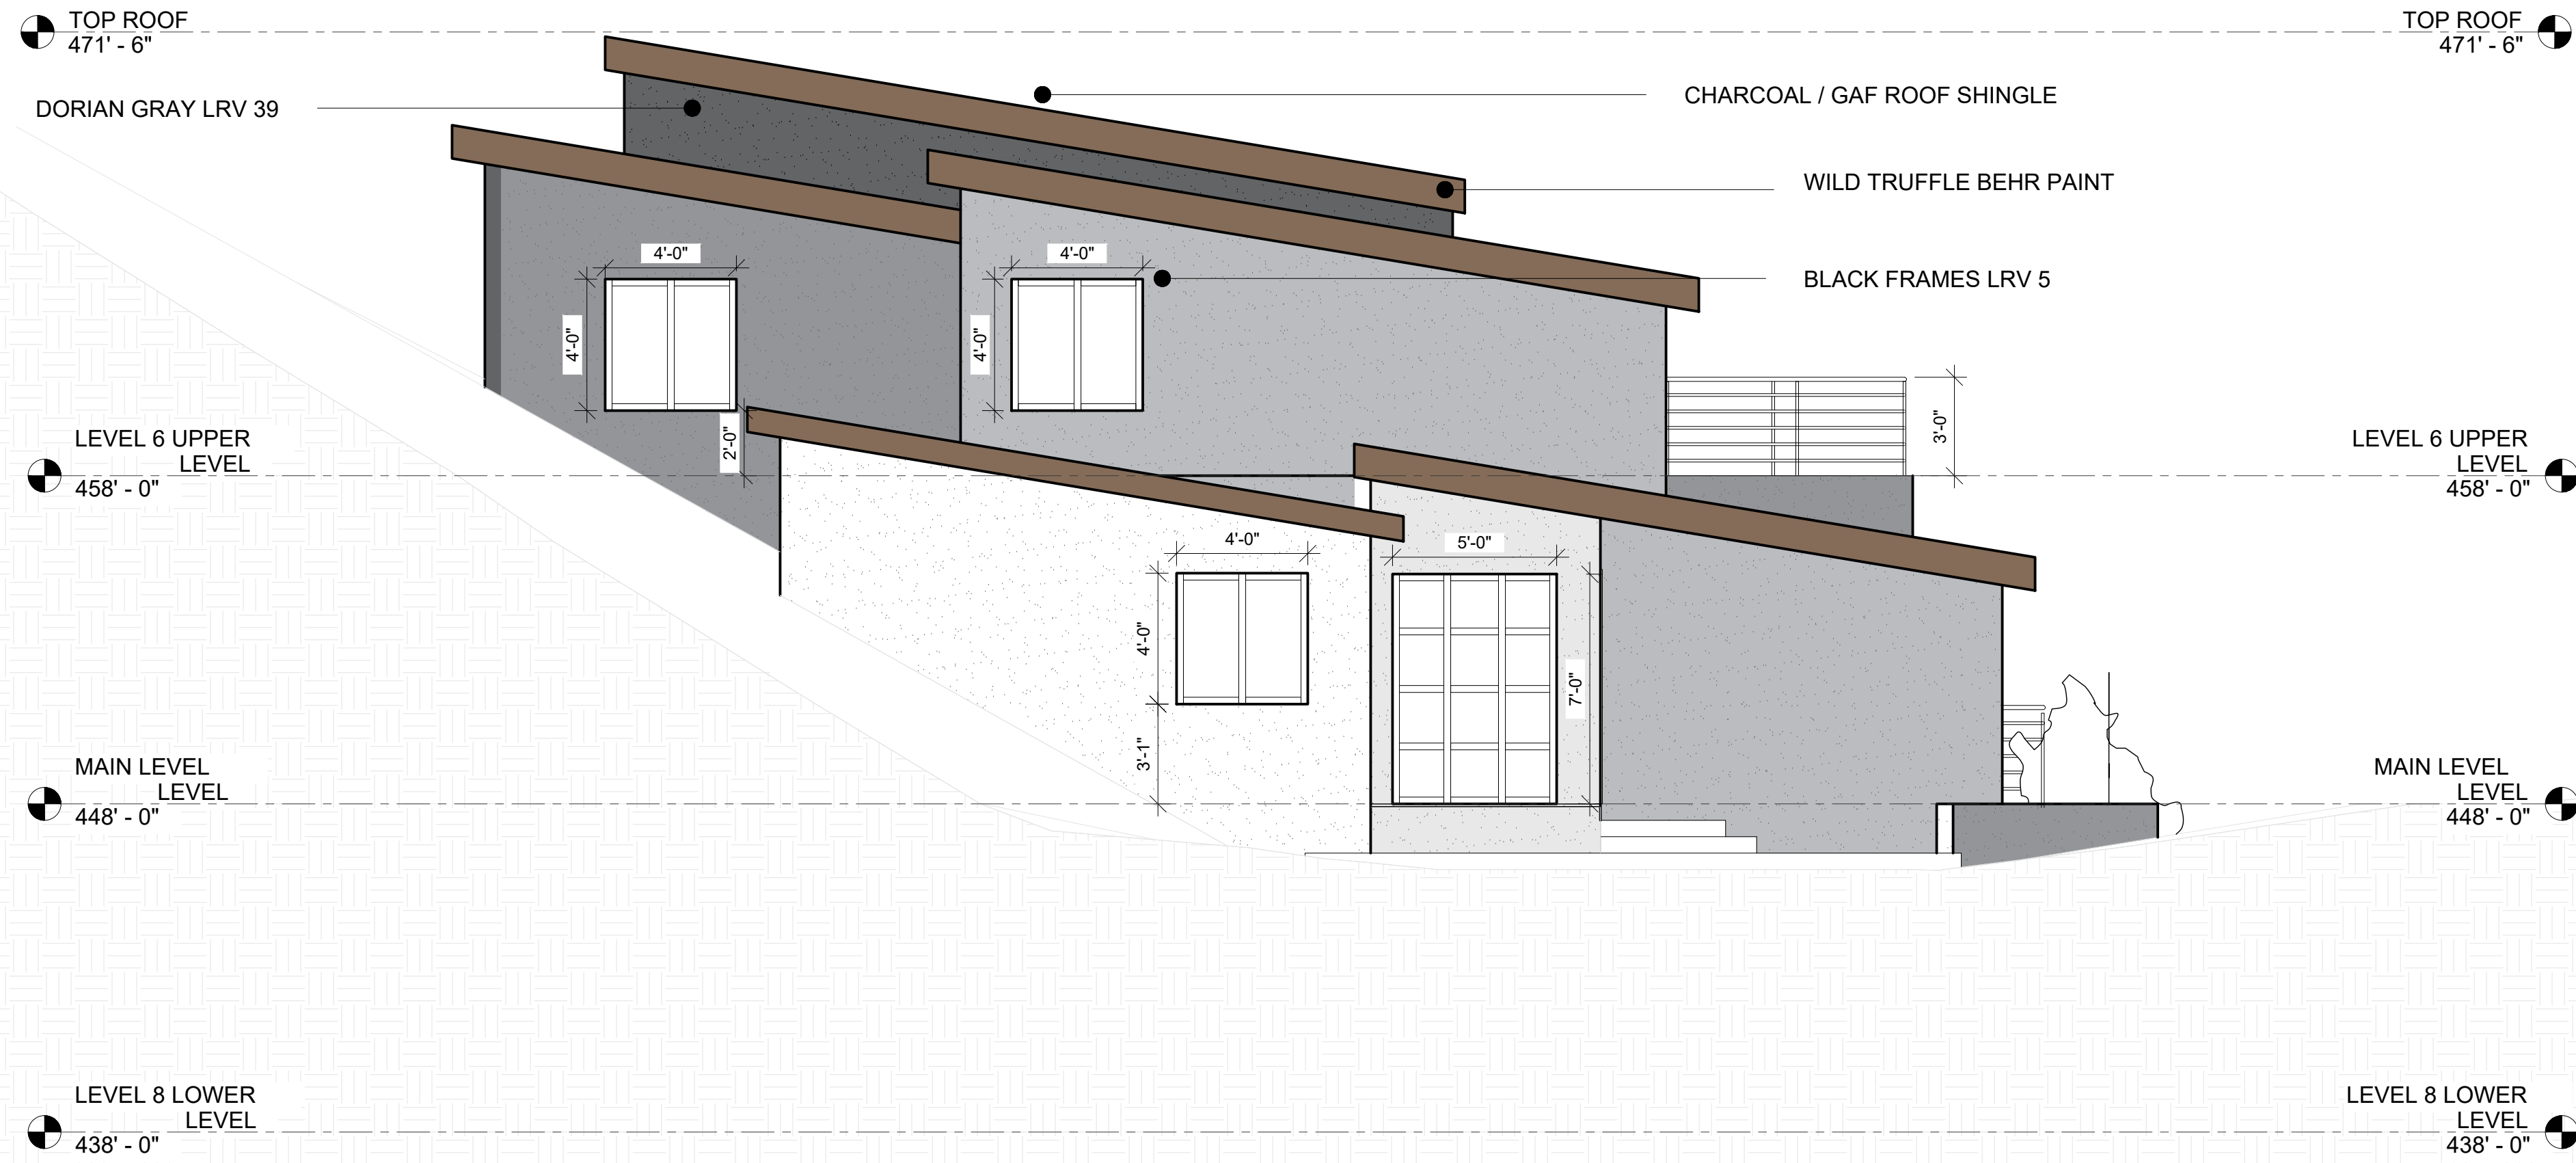 TOP ROOF
471' - 6"
TOP ROOF
471' - 6"
DORIAN GRAY LRV 39
CHARCOAL / GAF ROOF SHINGLE
WILD TRUFFLE BEHR PAINT
BLACK FRAMES LRV 5
4'-0"
4'-0"
4'-0"
4'-0"
2'-0"
3'-0"
LEVEL 6 UPPER
LEVEL
458' - 0"
LEVEL 6 UPPER
LEVEL
458' - 0"
4'-0"
5'-0"
4'-0"
7'-0"
3'-1"
MAIN LEVEL
LEVEL
448' - 0"
MAIN LEVEL
LEVEL
448' - 0"
LEVEL 8 LOWER
LEVEL
438' - 0"
LEVEL 8 LOWER
LEVEL
438' - 0"